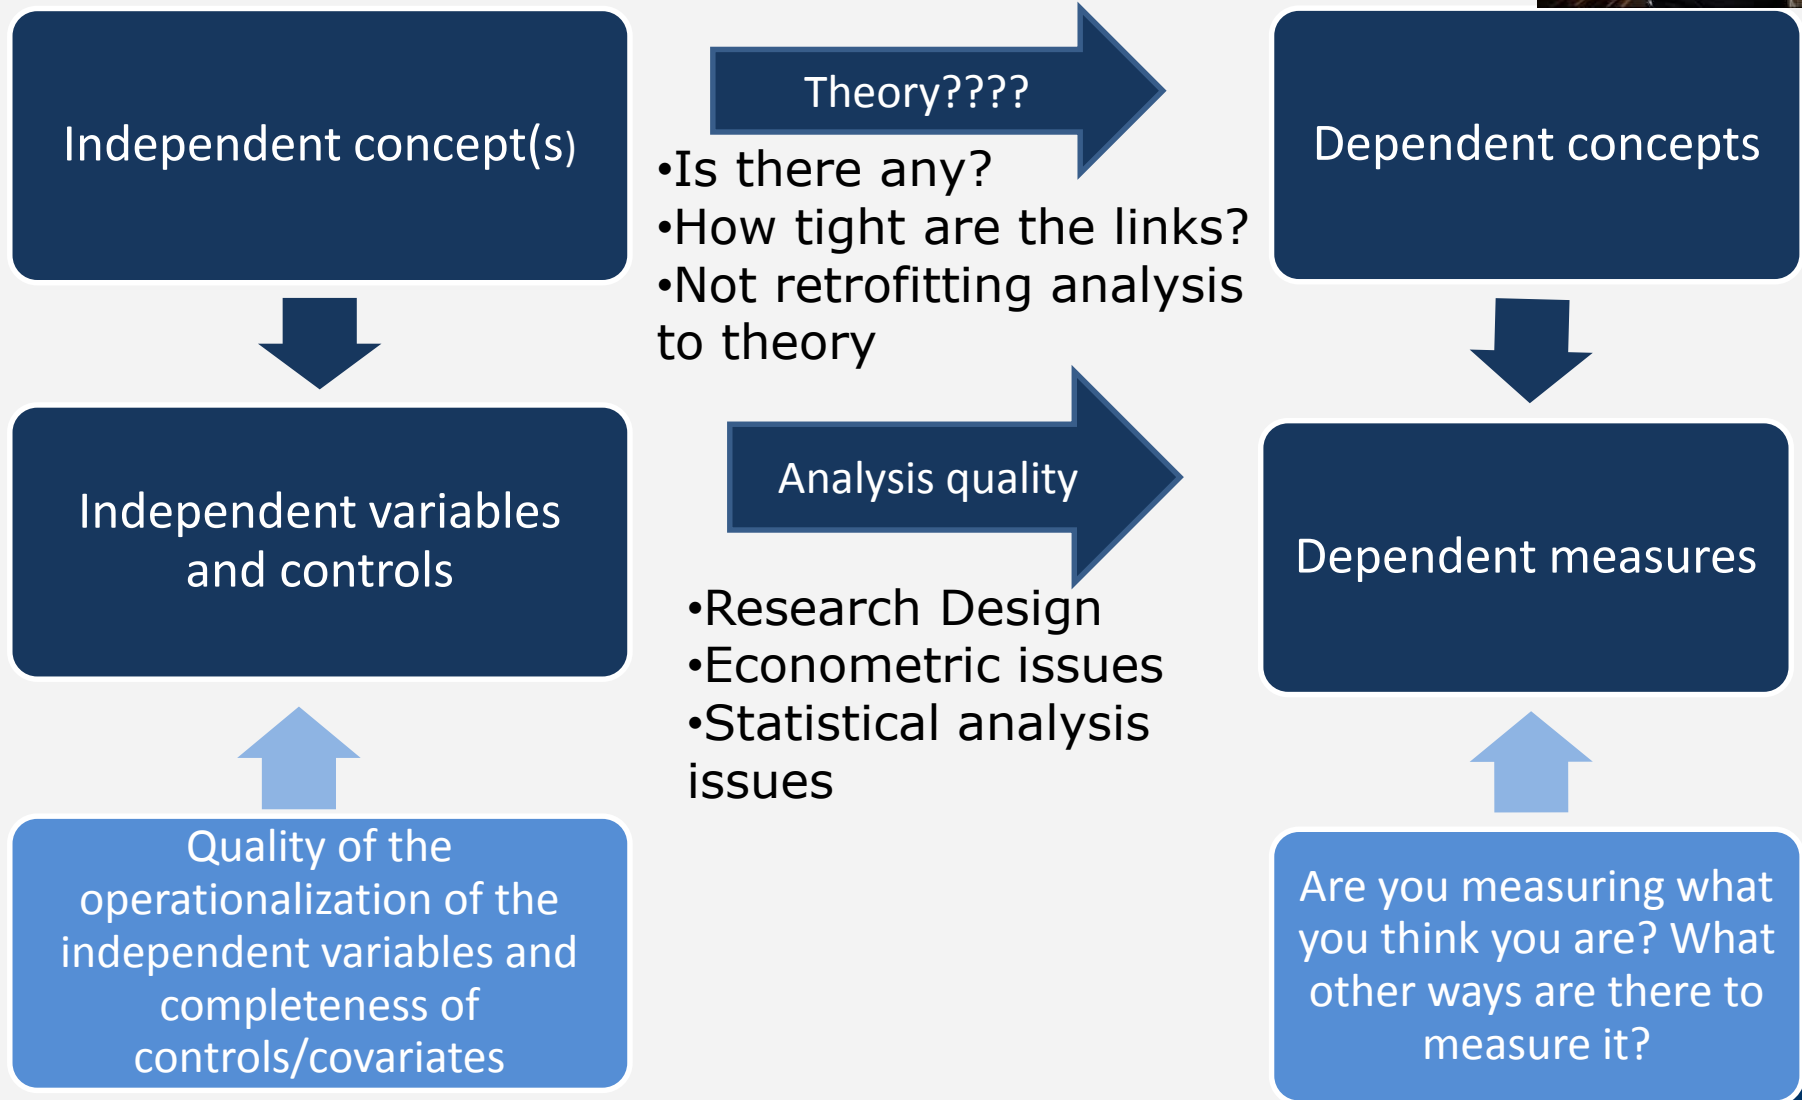 Independent concept(s)
Theory????
•Is there any?
•How tight are the links?
•Not retrofitting analysis
to theory
Dependent concepts
Independent variables
and controls
Analysis quality
•Research Design
•Econometric issues
•Statistical analysis
issues
Dependent measures
Quality of the
operationalization of the
independent variables and
completeness of
controls/covariates
Are you measuring what
you think you are? What
other ways are there to
measure it?